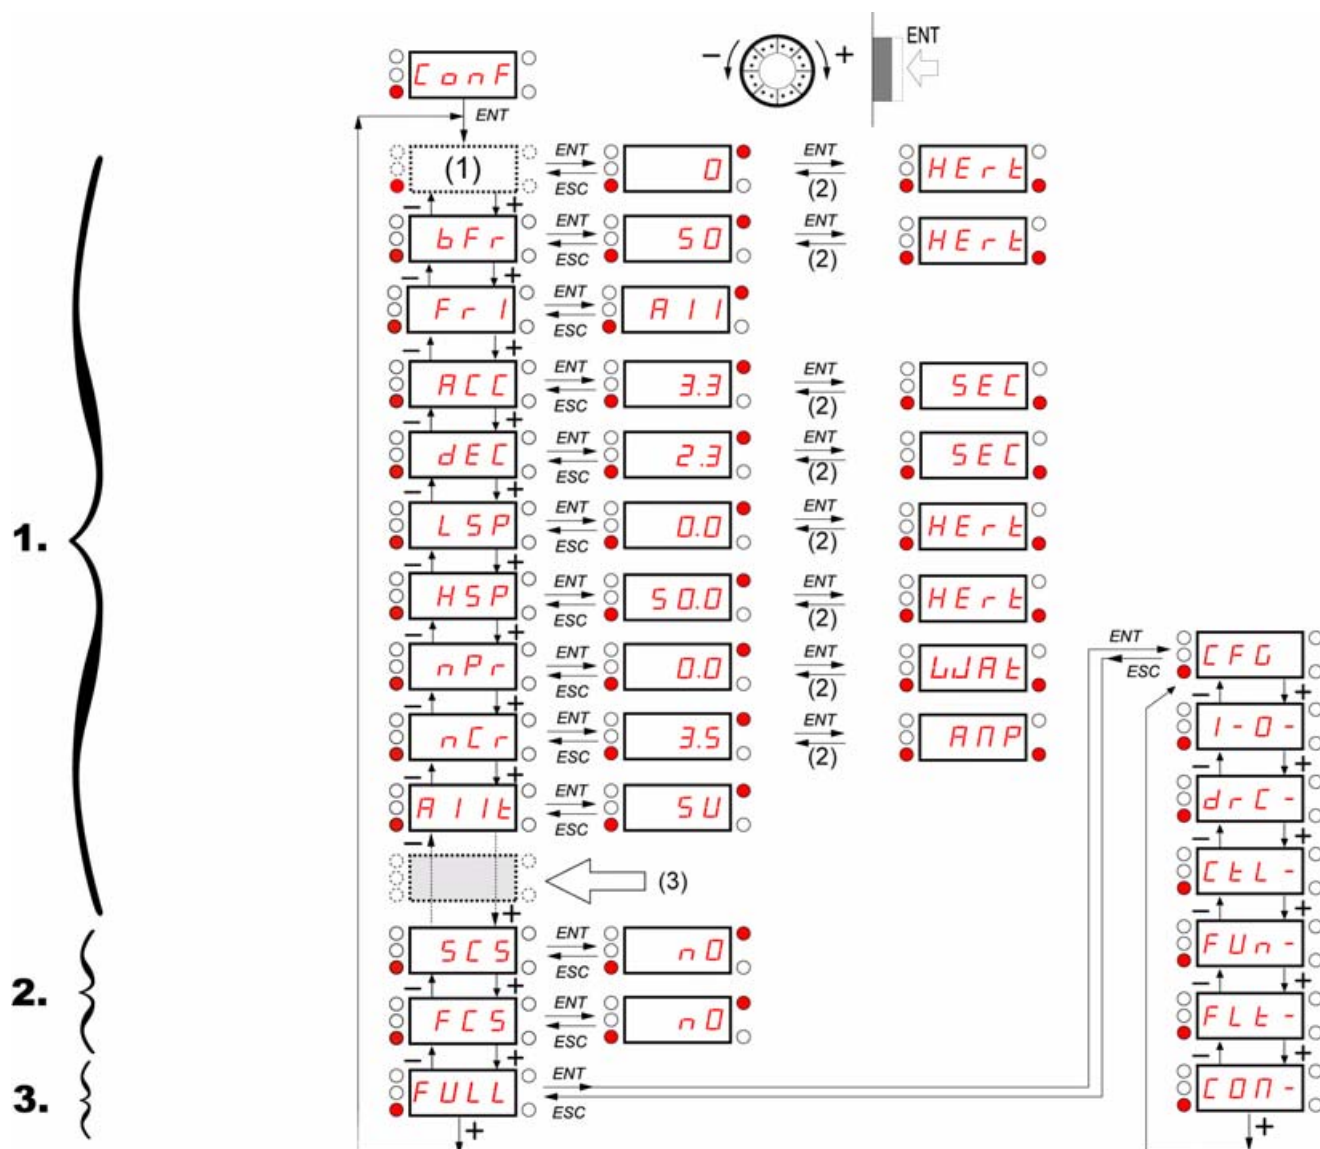 - + ENT
ConF
ENT
(1) ENT ESC 0 ENT (2) HErt
- +
bFr ENT ESC 50 ENT (2) HErt
- +
Fr1 ENT ESC AI1
- +
ACC ENT ESC 3.3 ENT (2) SEC
- +
dEC ENT ESC 2.3 ENT (2) SEC
- +
1. LSP ENT ESC 0.0 ENT (2) HErt
- +
HSP ENT ESC 50.0 ENT (2) HErt
- +
nPr ENT ESC 0.0 ENT (2) WAt ENT ESC CFG
- + - +
nCr ENT ESC 3.5 ENT (2) AMP I-O-
- + - +
AI1t ENT ESC 5U drC-
- - +
(3) CtL-
+ - +
SCS ENT ESC nO FUn-
2. - + - +
FCS ENT ESC nO FLt-
- + - +
3. FULL ENT ESC COM-
+ +